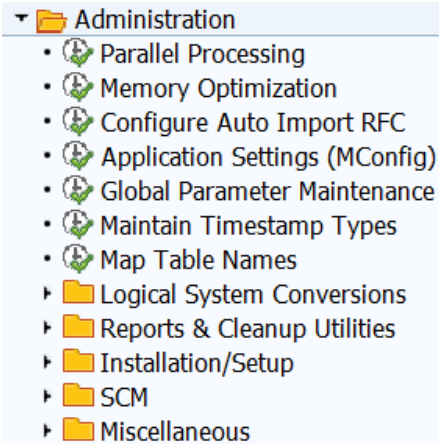 Administration
Parallel Processing
Memory Optimization
Configure Auto Import RFC
Application Settings (MConfig)
Global Parameter Maintenance
Maintain Timestamp Types
Map Table Names
Logical System Conversions
Reports & Cleanup Utilities
Installation/Setup
SCM
Miscellaneous